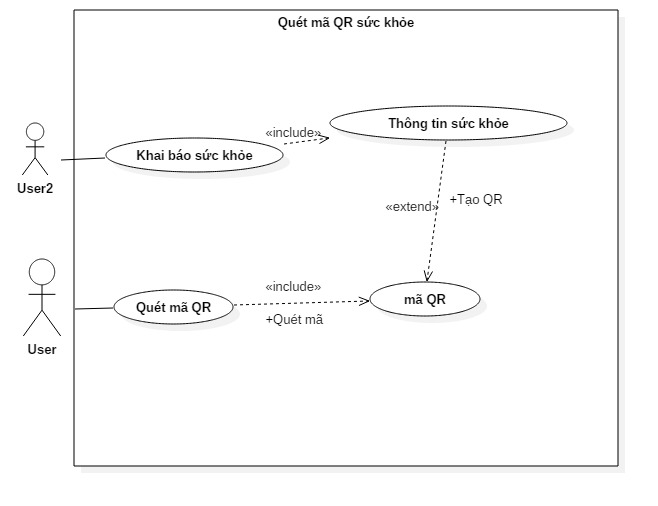 Quét mã QR sức khỏe
«include»
Thông tin sức khỏe
Khai báo sức khỏe
User2
«extend»
+Tạo QR
«include»
Quét mã QR
mã QR
+Quét mã
User